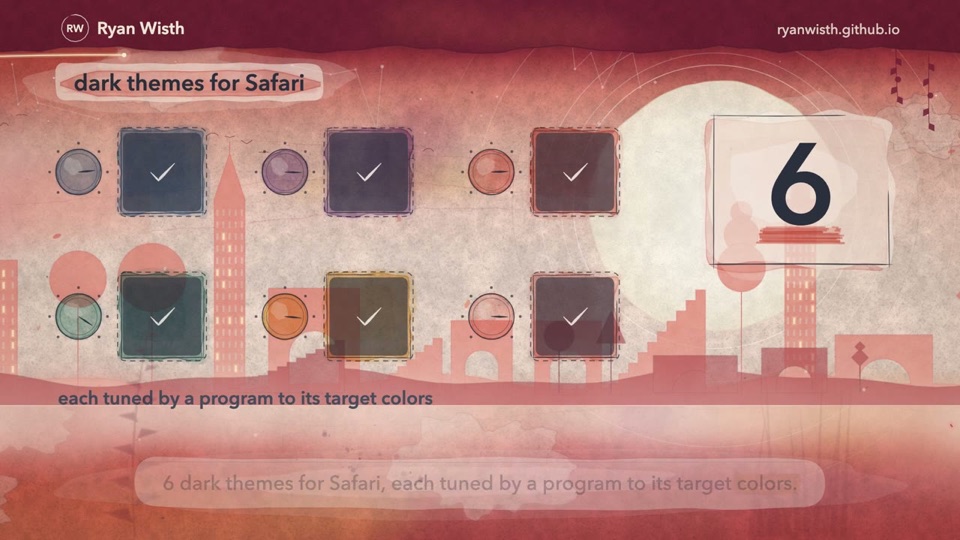 RW Ryan Wisth
ryanwisth.github.io
dark themes for Safari
6
each tuned by a program to its target colors
6 dark themes for Safari, each tuned by a program to its target colors.